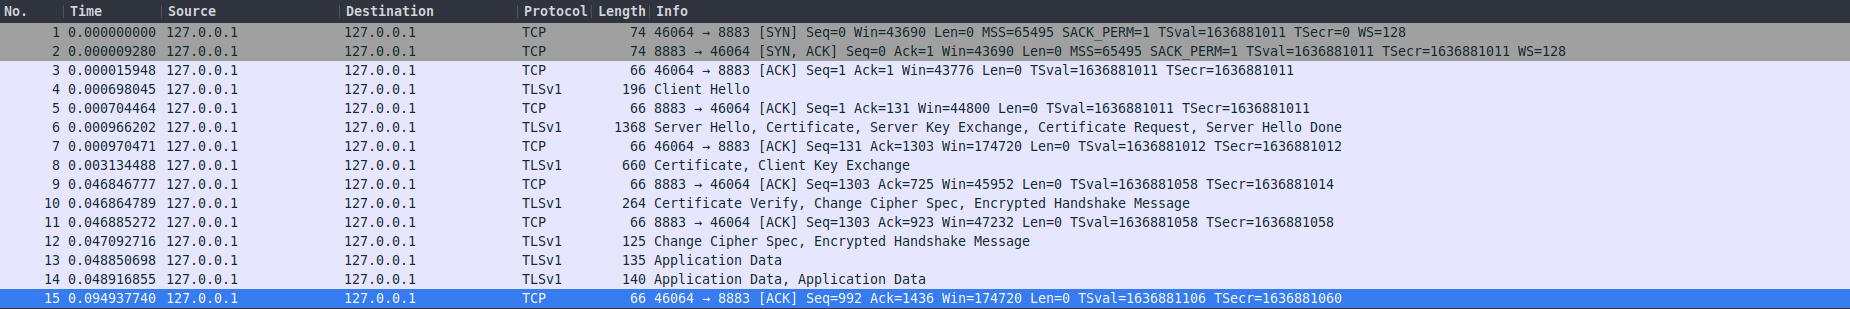 No. Time Source Destination Protocol Length Info
1 0.000000000 127.0.0.1 127.0.0.1 TCP 74 46064 → 8883 [SYN] Seq=0 Win=43690 Len=0 MSS=65495 SACK_PERM=1 TSval=1636881011 TSecr=0 WS=128
2 0.000009280 127.0.0.1 127.0.0.1 TCP 74 8883 → 46064 [SYN, ACK] Seq=0 Ack=1 Win=43690 Len=0 MSS=65495 SACK_PERM=1 TSval=1636881011 TSecr=1636881011 WS=128
3 0.000015948 127.0.0.1 127.0.0.1 TCP 66 46064 → 8883 [ACK] Seq=1 Ack=1 Win=43776 Len=0 TSval=1636881011 TSecr=1636881011
4 0.000698045 127.0.0.1 127.0.0.1 TLSv1 196 Client Hello
5 0.000704464 127.0.0.1 127.0.0.1 TCP 66 8883 → 46064 [ACK] Seq=1 Ack=131 Win=44800 Len=0 TSval=1636881011 TSecr=1636881011
6 0.000966202 127.0.0.1 127.0.0.1 TLSv1 1368 Server Hello, Certificate, Server Key Exchange, Certificate Request, Server Hello Done
7 0.000970471 127.0.0.1 127.0.0.1 TCP 66 46064 → 8883 [ACK] Seq=131 Ack=1303 Win=174720 Len=0 TSval=1636881012 TSecr=1636881012
8 0.003134488 127.0.0.1 127.0.0.1 TLSv1 660 Certificate, Client Key Exchange
9 0.046846777 127.0.0.1 127.0.0.1 TCP 66 8883 → 46064 [ACK] Seq=1303 Ack=725 Win=45952 Len=0 TSval=1636881058 TSecr=1636881014
10 0.046864789 127.0.0.1 127.0.0.1 TLSv1 264 Certificate Verify, Change Cipher Spec, Encrypted Handshake Message
11 0.046885272 127.0.0.1 127.0.0.1 TCP 66 8883 → 46064 [ACK] Seq=1303 Ack=923 Win=47232 Len=0 TSval=1636881058 TSecr=1636881058
12 0.047092716 127.0.0.1 127.0.0.1 TLSv1 125 Change Cipher Spec, Encrypted Handshake Message
13 0.048850698 127.0.0.1 127.0.0.1 TLSv1 135 Application Data
14 0.048916855 127.0.0.1 127.0.0.1 TLSv1 140 Application Data, Application Data
15 0.094937740 127.0.0.1 127.0.0.1 TCP 66 46064 → 8883 [ACK] Seq=992 Ack=1436 Win=174720 Len=0 TSval=1636881106 TSecr=1636881060